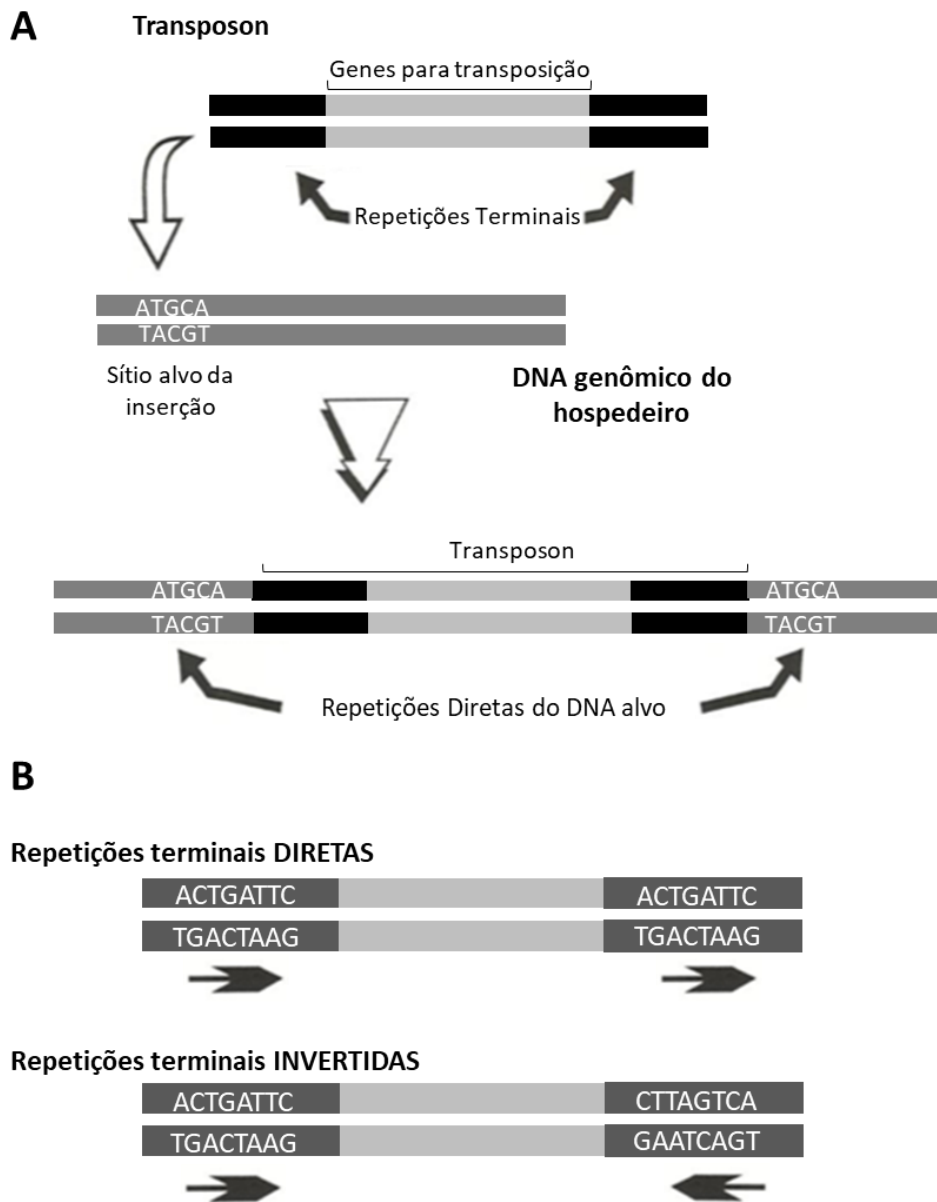 A
Transposon
Genes para transposição
Repetições Terminais
ATGCA
TACGT
Sítio alvo da
inserção
DNA genômico do
hospedeiro
Transposon
ATGCA ATGCA
TACGT TACGT
Repetições Diretas do DNA alvo
B
Repetições terminais DIRETAS
ACTGATTC ACTGATTC
TGACTAAG TGACTAAG
Repetições terminais INVERTIDAS
ACTGATTC CTTAGTCA
TGACTAAG GAATCAGT